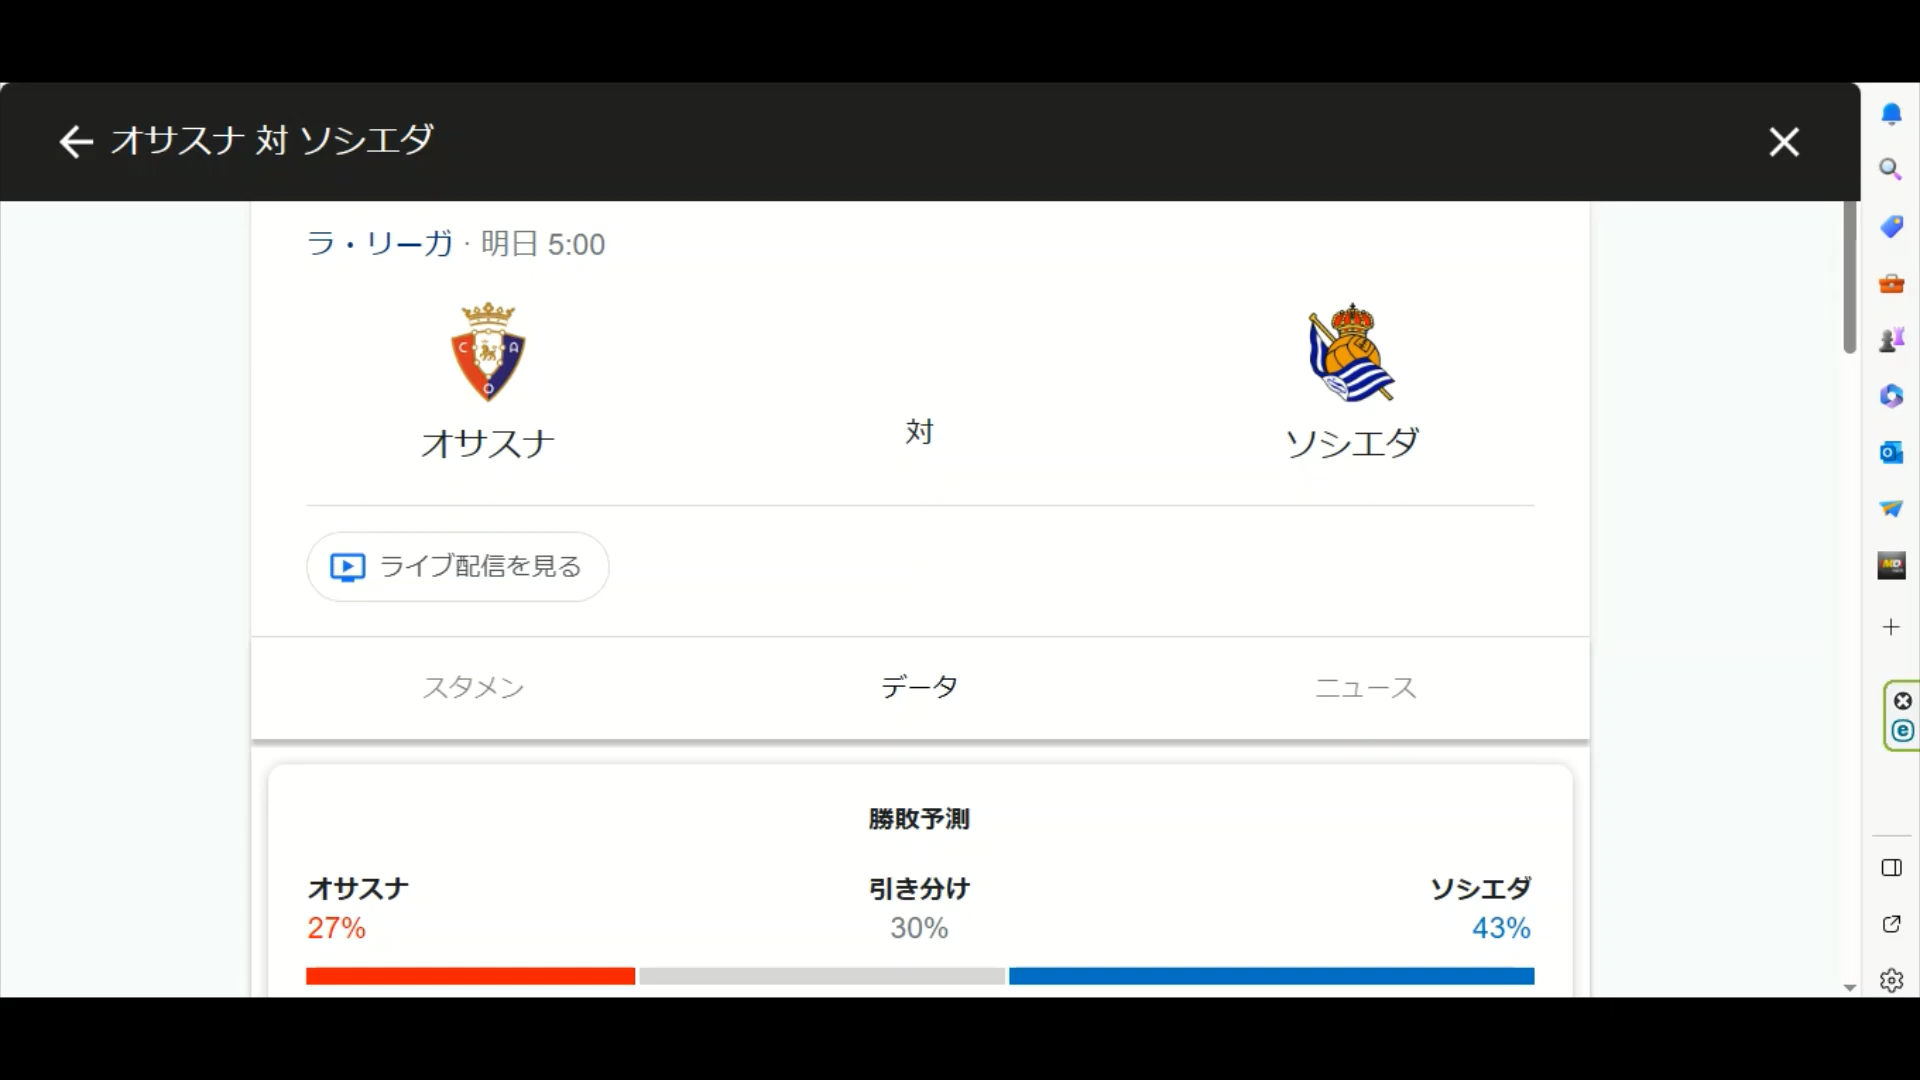 オサスナ 対 ソシエダ
ラ・リーガ · 明日 5:00
オサスナ
対
ソシエダ
ライブ配信を見る
スタメン
データ
ニュース
勝敗予測
オサスナ
引き分け
ソシエダ
27%
30%
43%